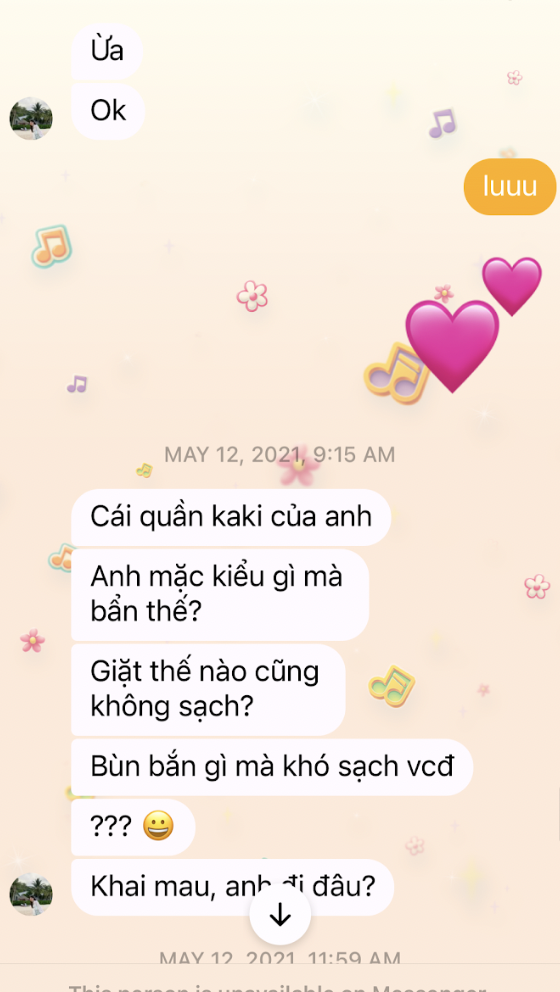 Ừa
Ok
luuu
MAY 12, 2021, 9:15 AM
Cái quần kaki của anh
Anh mặc kiểu gì mà
bẩn thế?
Giặt thế nào cũng
không sạch?
Bùn bắn gì mà khó sạch vcđ
??? 😀
Khai mau, anh đi đâu?
MAY 12, 2021, 11:59 AM
This person is unavailable on Messenger